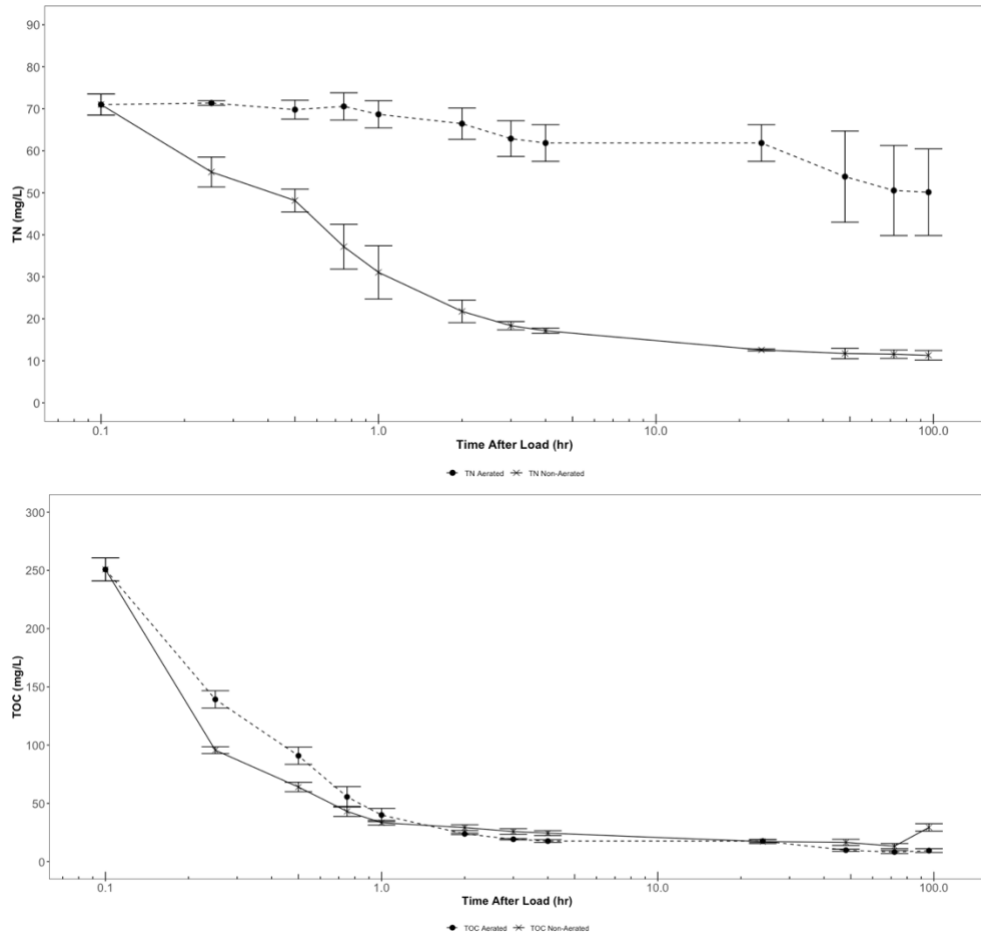 TN (mg/L)
90
80
70
60
50
40
30
20
10
0
0.1 1.0 10.0 100.0
Time After Load (hr)
TN Aerated TN Non-Aerated
TOC (mg/L)
300
250
200
150
100
50
0
0.1 1.0 10.0 100.0
Time After Load (hr)
TOC Aerated TOC Non-Aerated